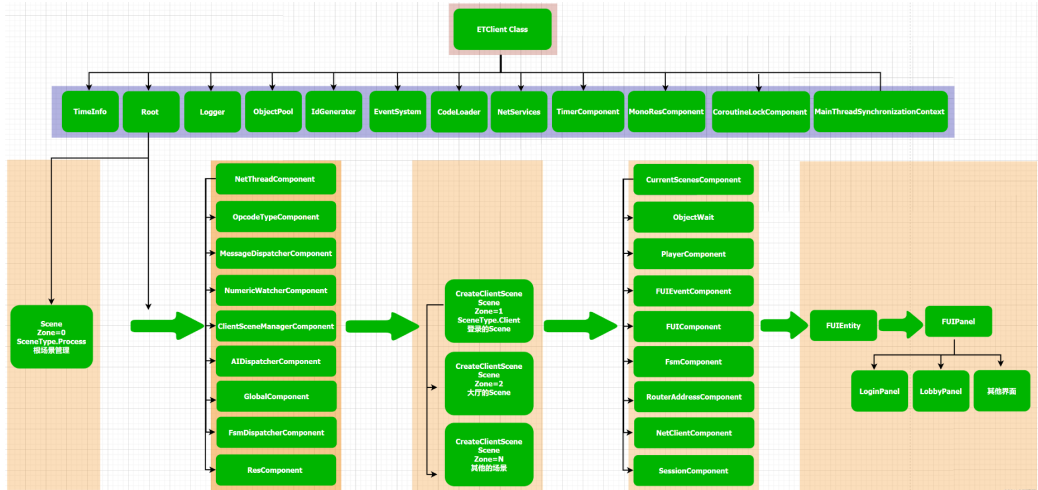 ETClient Class
TimeInfo
Root
Logger
ObjectPool
IdGenerater
EventSystem
CodeLoader
NetServices
TimerComponent
MonoResComponent
CoroutineLockComponent
MainThreadSynchronizationContext
Scene
Zone=0
SceneType.Process
根场景管理
NetThreadComponent
OpcodeTypeComponent
MessageDispatcherComponent
NumericWatcherComponent
ClientSceneManagerComponent
AIDispatcherComponent
GlobalComponent
FsmDispatcherComponent
ResComponent
CreateClientScene
Scene
Zone=1
SceneType.Client
登录的Scene
CreateClientScene
Scene
Zone=2
大厅的Scene
CreateClientScene
Scene
Zone=N
其他的场景
CurrentScenesComponent
ObjectWait
PlayerComponent
FUIEventComponent
FUIComponent
FsmComponent
RouterAddressComponent
NetClientComponent
SessionComponent
FUIEntity
FUIPanel
LoginPanel
LobbyPanel
其他界面